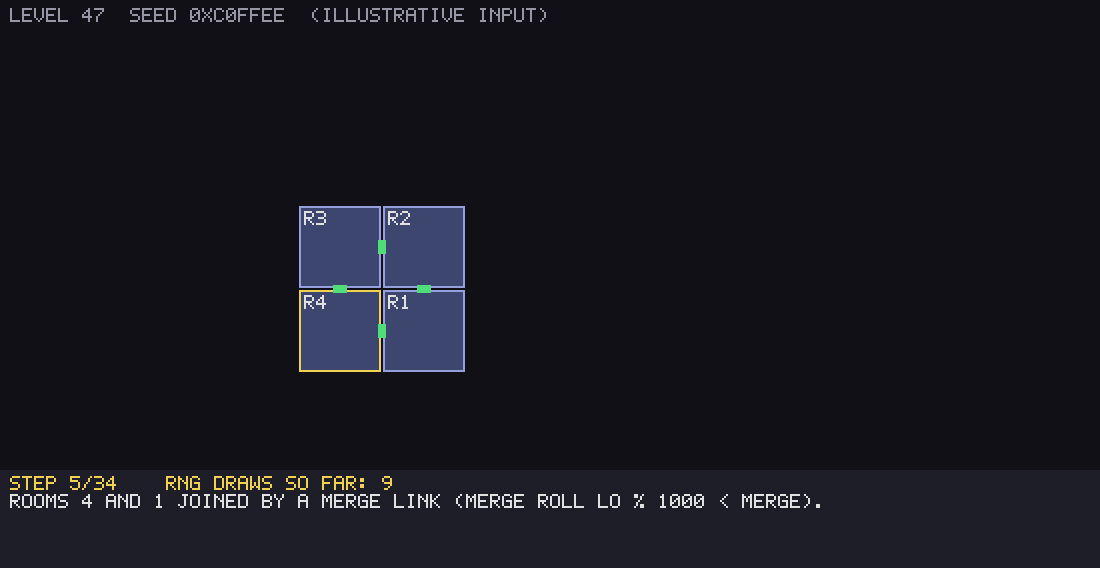 LEVEL 47  SEED 0XC0FFEE  (ILLUSTRATIVE INPUT)
R3
R2
R4
R1
STEP 5/34    RNG DRAWS SO FAR: 9
ROOMS 4 AND 1 JOINED BY A MERGE LINK (MERGE ROLL LO % 1000 < MERGE).